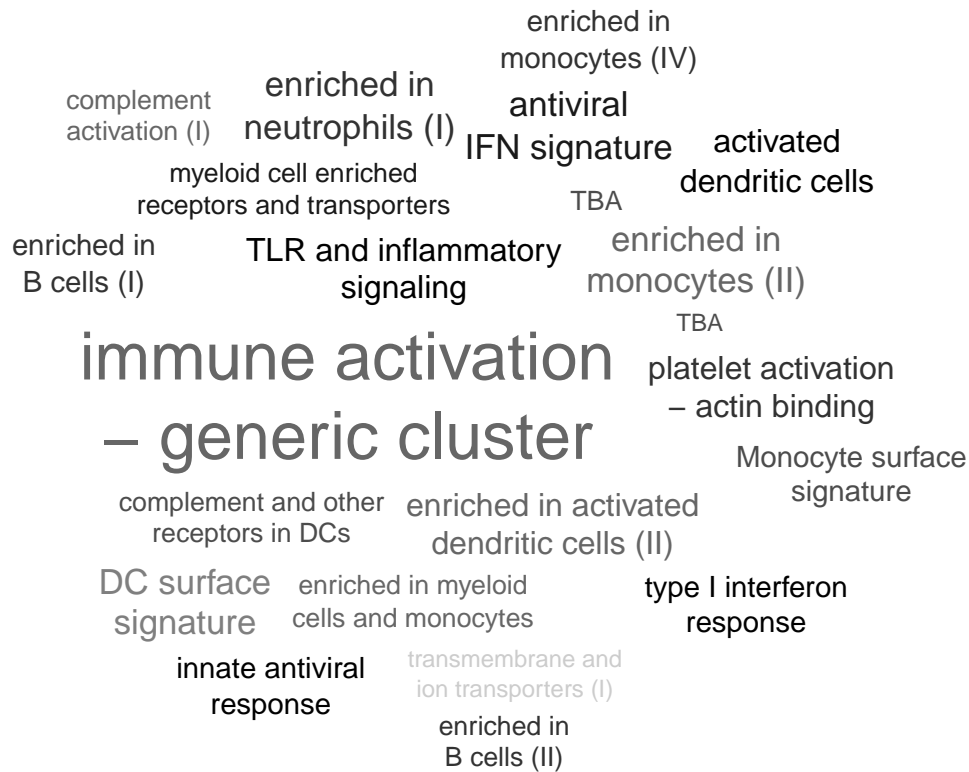 enriched in
monocytes (IV)
complement
activation (I)
enriched in
neutrophils (I)
antiviral
IFN signature
activated
dendritic cells
myeloid cell enriched
receptors and transporters
TBA
enriched in
B cells (I)
TLR and inflammatory
signaling
enriched in
monocytes (II)
TBA
immune activation
– generic cluster
platelet activation
– actin binding
Monocyte surface
signature
complement and other
receptors in DCs
enriched in activated
dendritic cells (II)
DC surface
signature
enriched in myeloid
cells and monocytes
type I interferon
response
innate antiviral
response
transmembrane and
ion transporters (I)
enriched in
B cells (II)